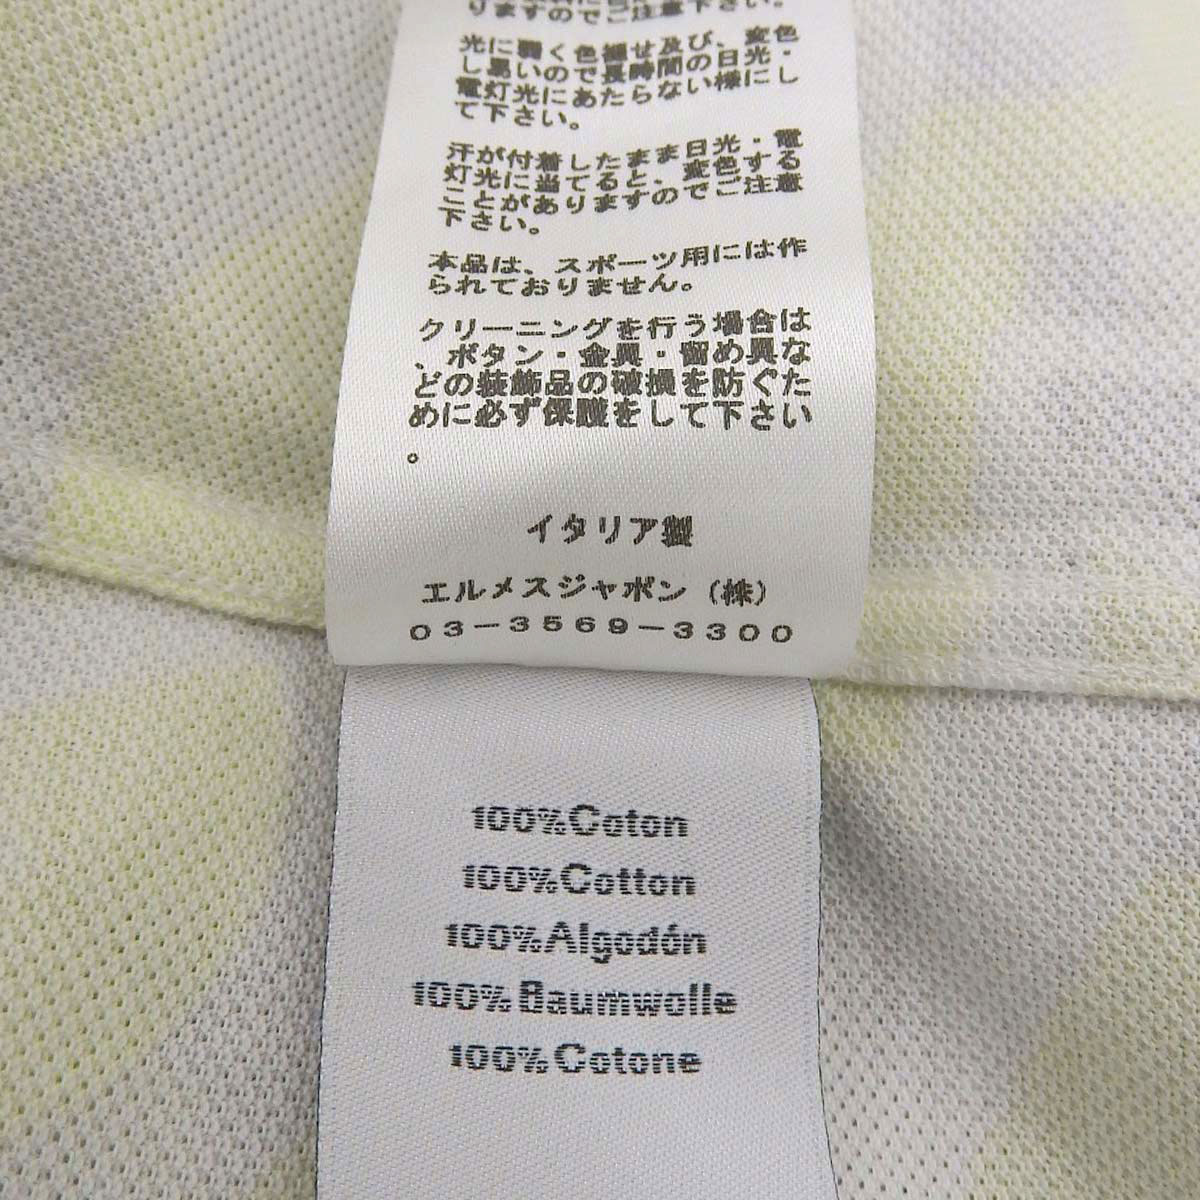 りますのでご注意下さい。
光に弱く色褪せ及び、変色
し易いので長時間の日光・
電灯光にあたらない様にし
て下さい。
汗が付着したまま日光・電
灯光に当てると、変色する
ことがありますのでご注意
下さい。
本品は、スポーツ用には作
られておりません。
クリーニングを行う場合は
、ボタン・金具・留め具な
どの装飾品の破損を防ぐた
めに必ず保護をして下さい
。
イタリア製
エルメスジャポン（株）
03-3569-3300
100%Coton
100%Cotton
100%Algodón
100%Baumwolle
100%Cotone